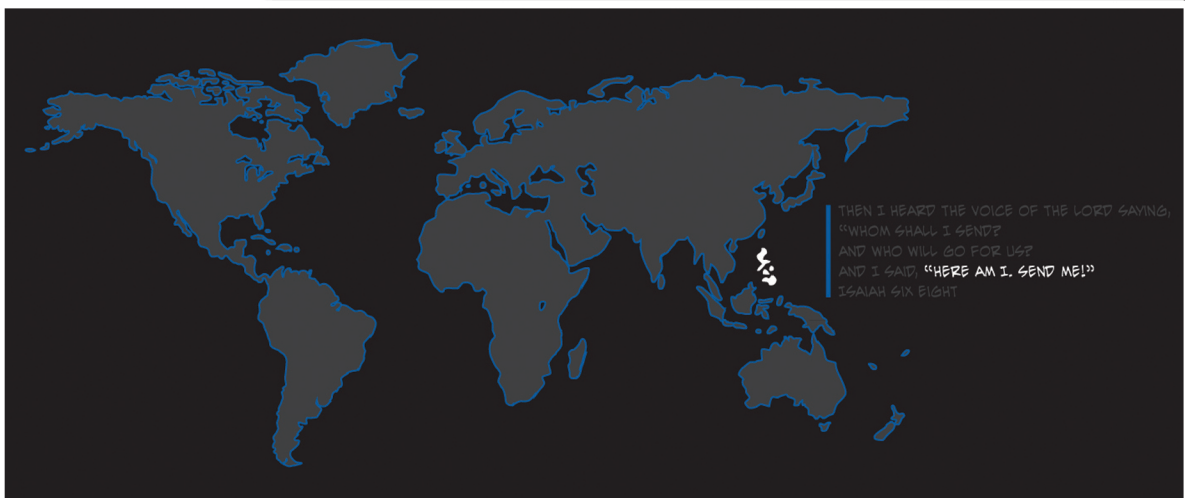 THEN I HEARD THE VOICE OF THE LORD SAYING,
“WHOM SHALL I SEND?
AND WHO WILL GO FOR US?
AND I SAID, “HERE AM I. SEND ME!”
ISAIAH SIX EIGHT